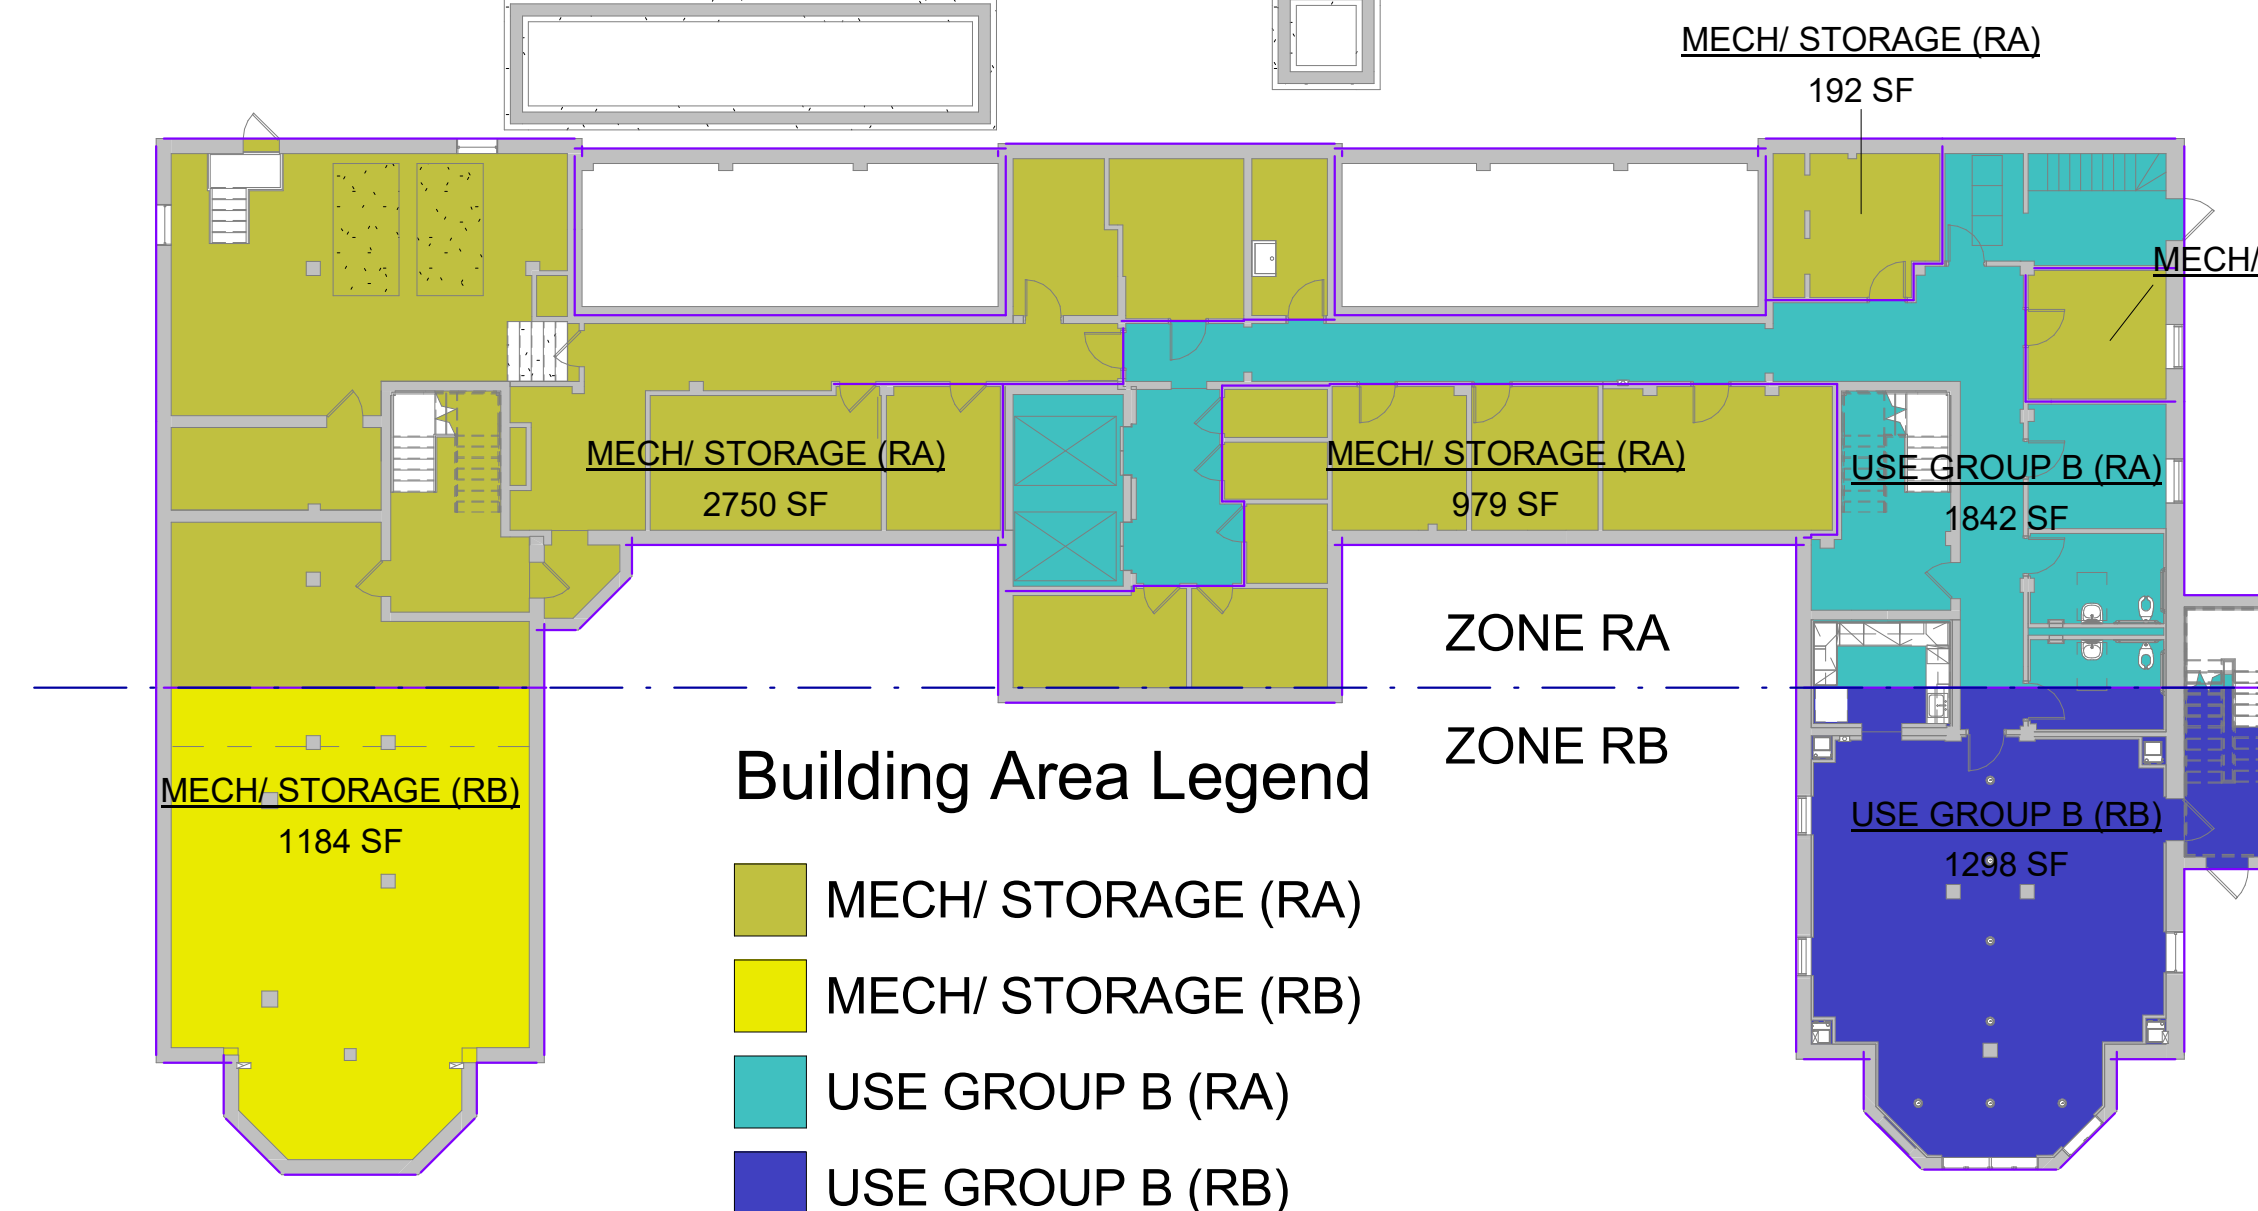 MECH/ STORAGE (RA)
192 SF
MECH/
MECH/ STORAGE (RA)
2750 SF
MECH/ STORAGE (RA)
979 SF
USE GROUP B (RA)
1842 SF
ZONE RA
ZONE RB
MECH/ STORAGE (RB)
1184 SF
USE GROUP B (RB)
1298 SF
Building Area Legend
MECH/ STORAGE (RA)
MECH/ STORAGE (RB)
USE GROUP B (RA)
USE GROUP B (RB)